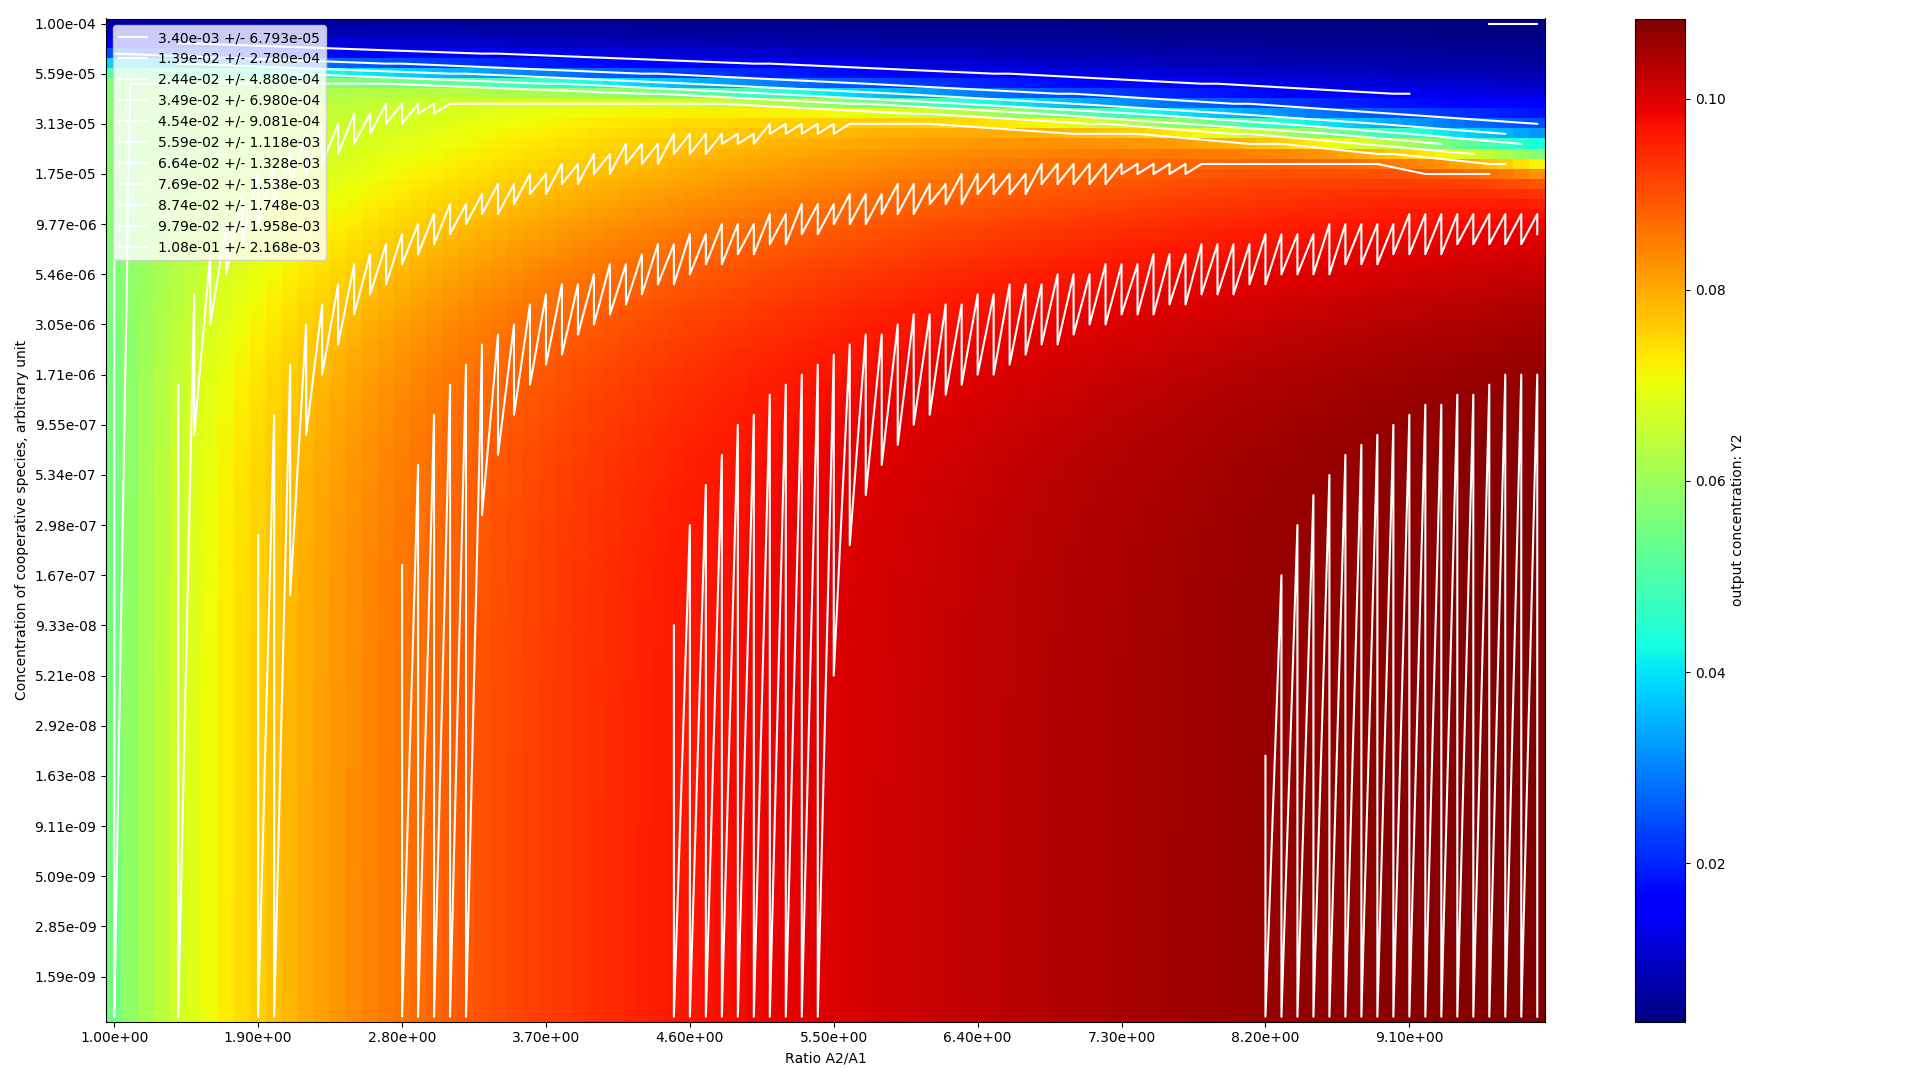 1.00e-04
5.59e-05
3.13e-05
1.75e-05
9.77e-06
5.46e-06
3.05e-06
1.71e-06
9.55e-07
5.34e-07
2.98e-07
1.67e-07
9.33e-08
5.21e-08
2.92e-08
1.63e-08
9.11e-09
5.09e-09
2.85e-09
1.59e-09
Concentration of cooperative species, arbitrary unit
3.40e-03 +/- 6.793e-05
1.39e-02 +/- 2.780e-04
2.44e-02 +/- 4.880e-04
3.49e-02 +/- 6.980e-04
4.54e-02 +/- 9.081e-04
5.59e-02 +/- 1.118e-03
6.64e-02 +/- 1.328e-03
7.69e-02 +/- 1.538e-03
8.74e-02 +/- 1.748e-03
9.79e-02 +/- 1.958e-03
1.08e-01 +/- 2.168e-03
1.00e+00 1.90e+00 2.80e+00 3.70e+00 4.60e+00 5.50e+00 6.40e+00 7.30e+00 8.20e+00 9.10e+00
Ratio A2/A1
0.10
0.08
0.06
0.04
0.02
output concentration: Y2